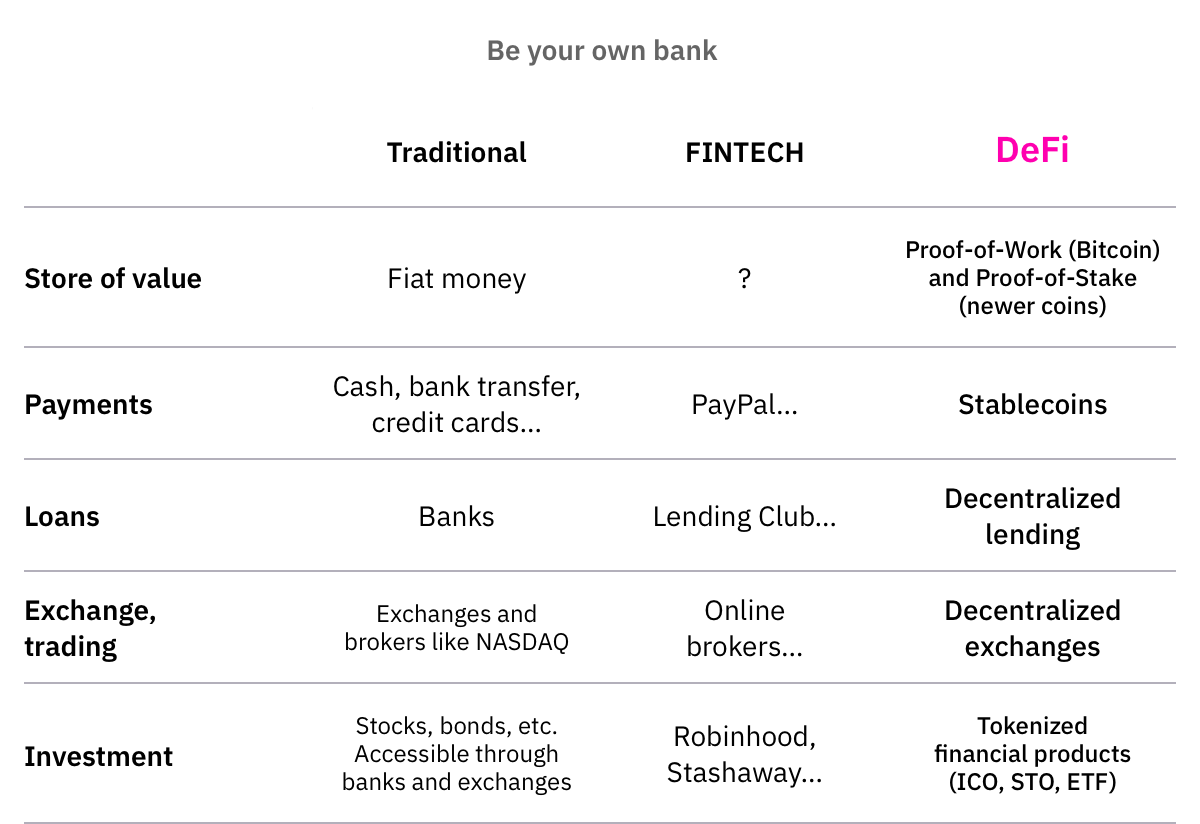 Be your own bank
Traditional FINTECH DeFi
Store of value Fiat money ? Proof-of-Work (Bitcoin)
and Proof-of-Stake
(newer coins)
Payments Cash, bank transfer,
credit cards... PayPal... Stablecoins
Loans Banks Lending Club... Decentralized
lending
Exchange,
trading Exchanges and
brokers like NASDAQ Online
brokers... Decentralized
exchanges
Investment Stocks, bonds, etc.
Accessible through
banks and exchanges Robinhood,
Stashaway... Tokenized
financial products
(ICO, STO, ETF)